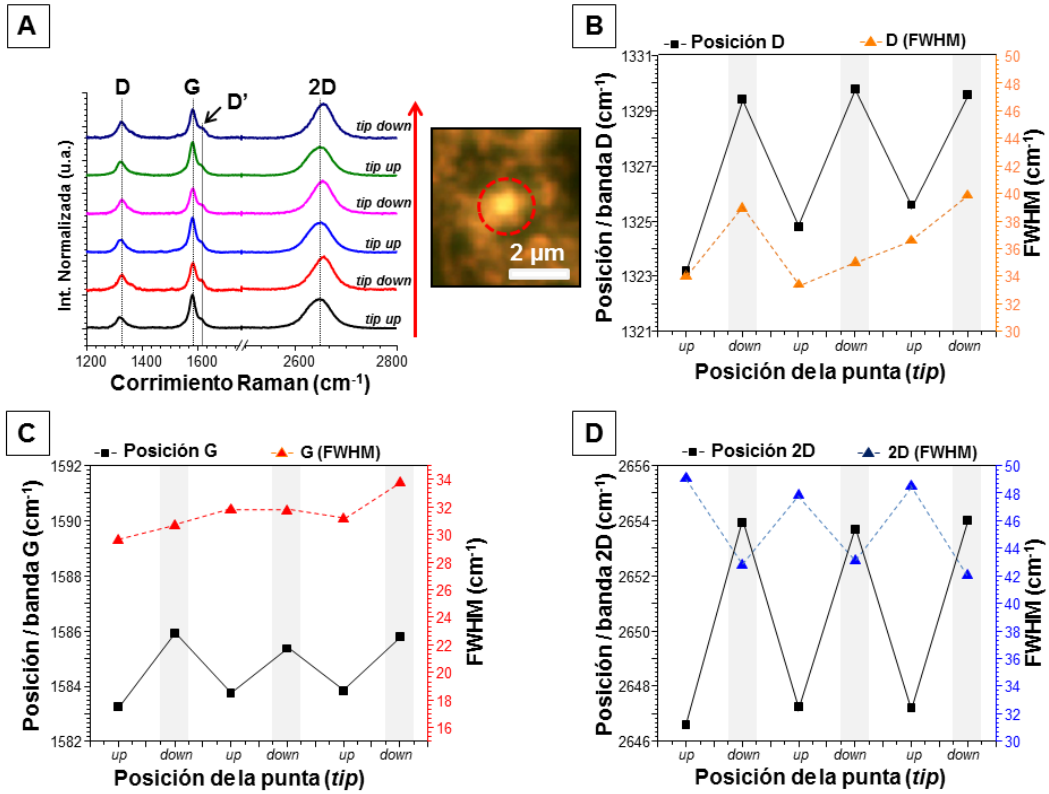 A
D
G
D’
2D
tip down
tip up
tip down
tip up
tip down
tip up
Int. Normalizada (u.a.)
1200 1400 1600 2600 2800
Corrimiento Raman (cm-1)
2 µm
B
Posición D D (FWHM)
Posición / banda D (cm-1)
1331
1329
1327
1325
1323
1321
50
48
46
44
42
40
38
36
34
32
30
FWHM (cm-1)
up down up down up down
Posición de la punta (tip)
C
Posición G G (FWHM)
Posición / banda G (cm-1)
1592
1590
1588
1586
1584
1582
34
32
30
28
26
24
22
20
18
16
FWHM (cm-1)
up down up down up down
Posición de la punta (tip)
D
Posición 2D 2D (FWHM)
Posición / banda 2D (cm-1)
2656
2654
2652
2650
2648
2646
50
48
46
44
42
40
38
36
34
32
30
FWHM (cm-1)
up down up down up down
Posición de la punta (tip)